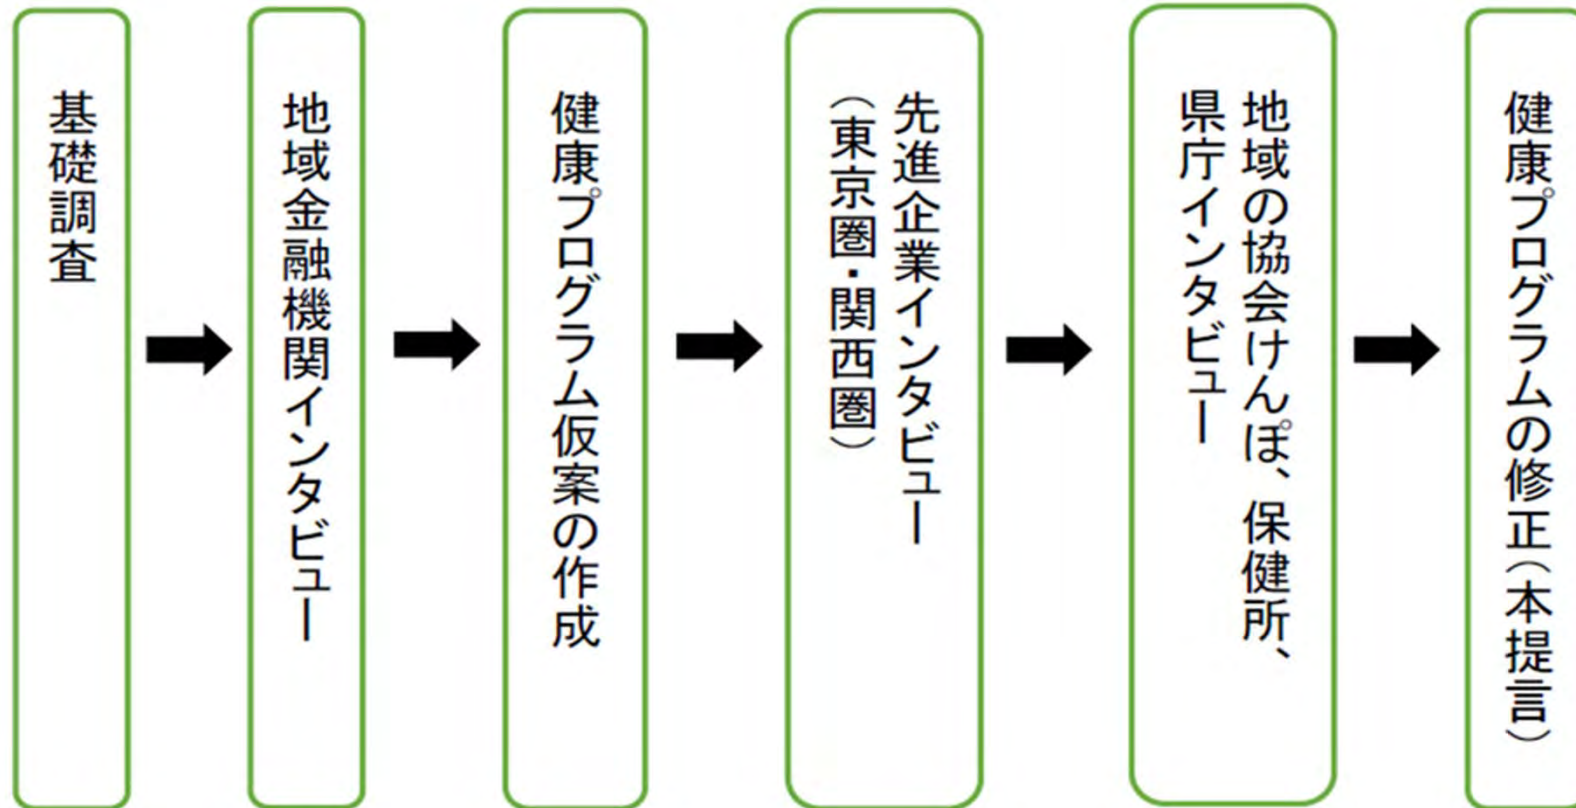 基礎調査
地域金融機関インタビュー
健康プログラム仮案の作成
先進企業インタビュー
（東京圏・関西圏）
地域の協会けんぽ、保健所、
県庁インタビュー
健康プログラムの修正（本提言）